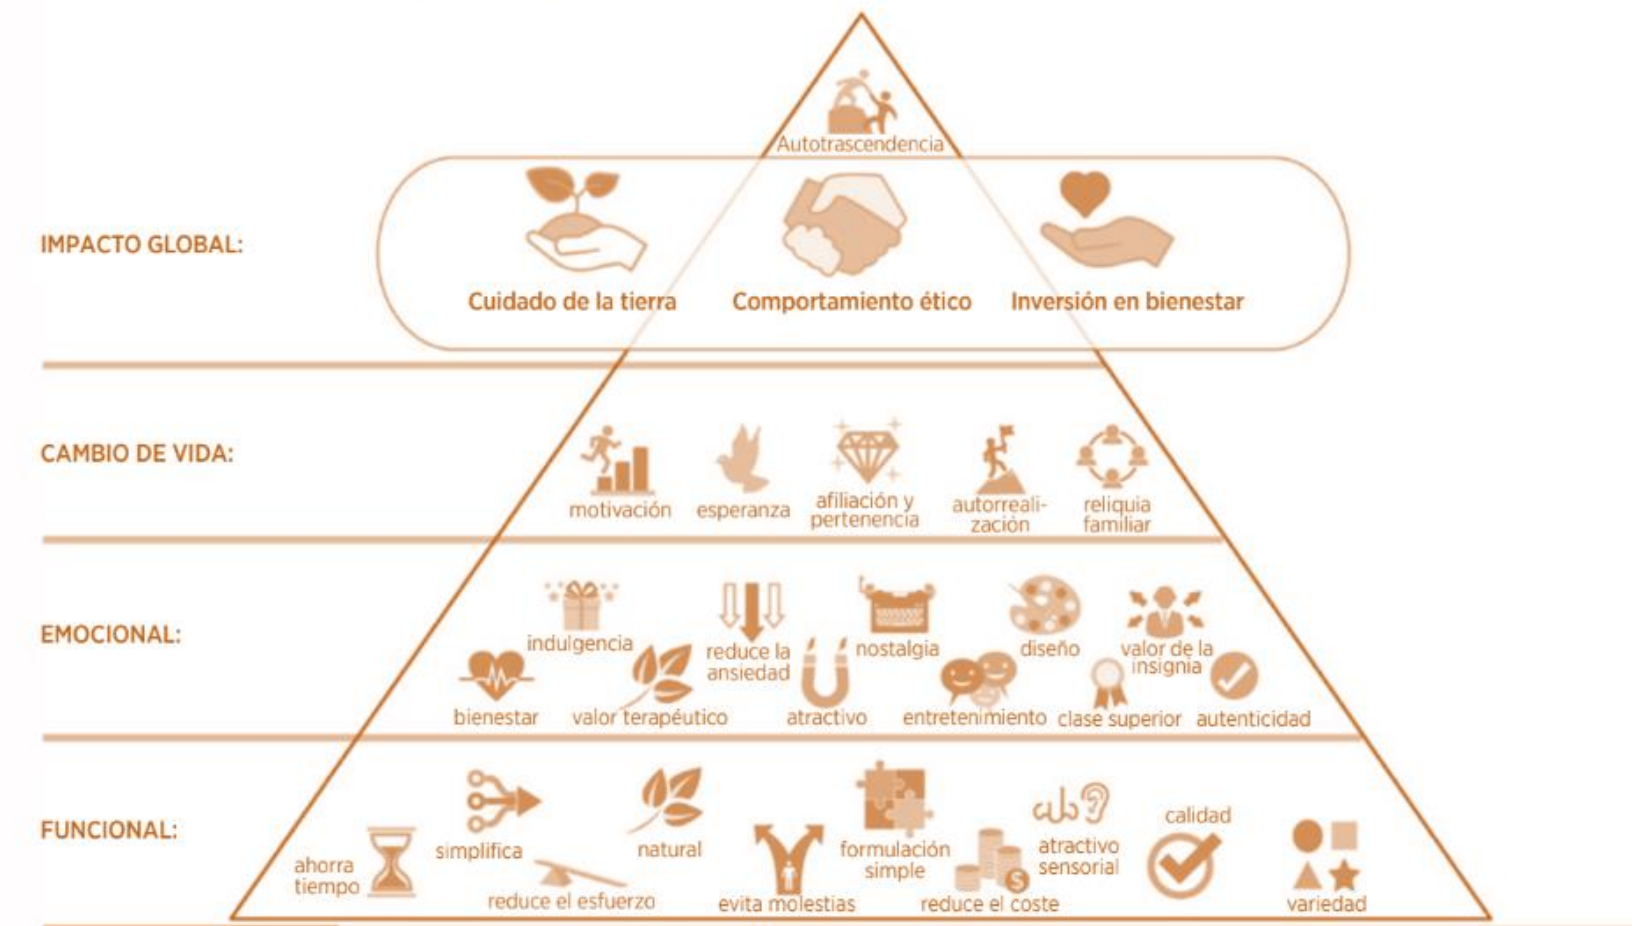 Autotrascendencia
IMPACTO GLOBAL:
Cuidado de la tierra
Comportamiento ético
Inversión en bienestar
CAMBIO DE VIDA:
motivación
esperanza
afiliación y
pertenencia
autorreali-
zación
reliquia
familiar
EMOCIONAL:
indulgencia
reduce la
ansiedad
nostalgia
diseño
valor de la
insignia
bienestar
valor terapéutico
atractivo
entretenimiento
clase superior
autenticidad
FUNCIONAL:
ahorra
tiempo
simplifica
reduce el esfuerzo
natural
evita molestias
formulación
simple
reduce el coste
$
atractivo
sensorial
calidad
variedad